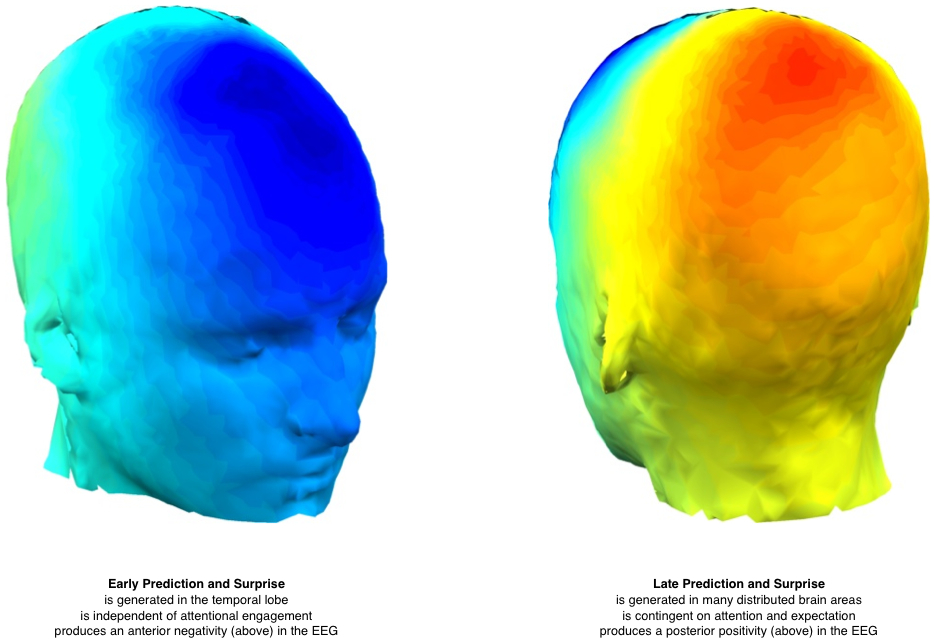 Early Prediction and Surprise
is generated in the temporal lobe
is independent of attentional engagement
produces an anterior negativity (above) in the EEG
Late Prediction and Surprise
is generated in many distributed brain areas
is contingent on attention and expectation
produces a posterior positivity (above) in the EEG